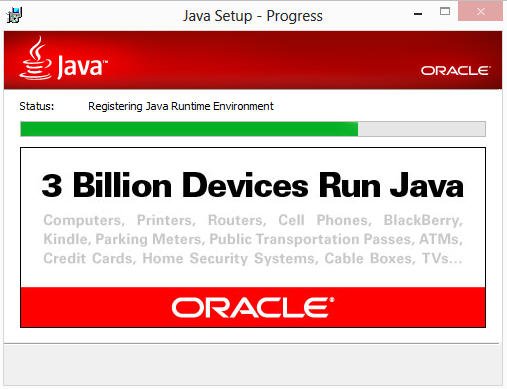 Java Setup - Progress
Java™
ORACLE®
Status: Registering Java Runtime Environment
3 Billion Devices Run Java
Computers, Printers, Routers, Cell Phones, BlackBerry,
Kindle, Parking Meters, Public Transportation Passes, ATMs,
Credit Cards, Home Security Systems, Cable Boxes, TVs...
ORACLE®